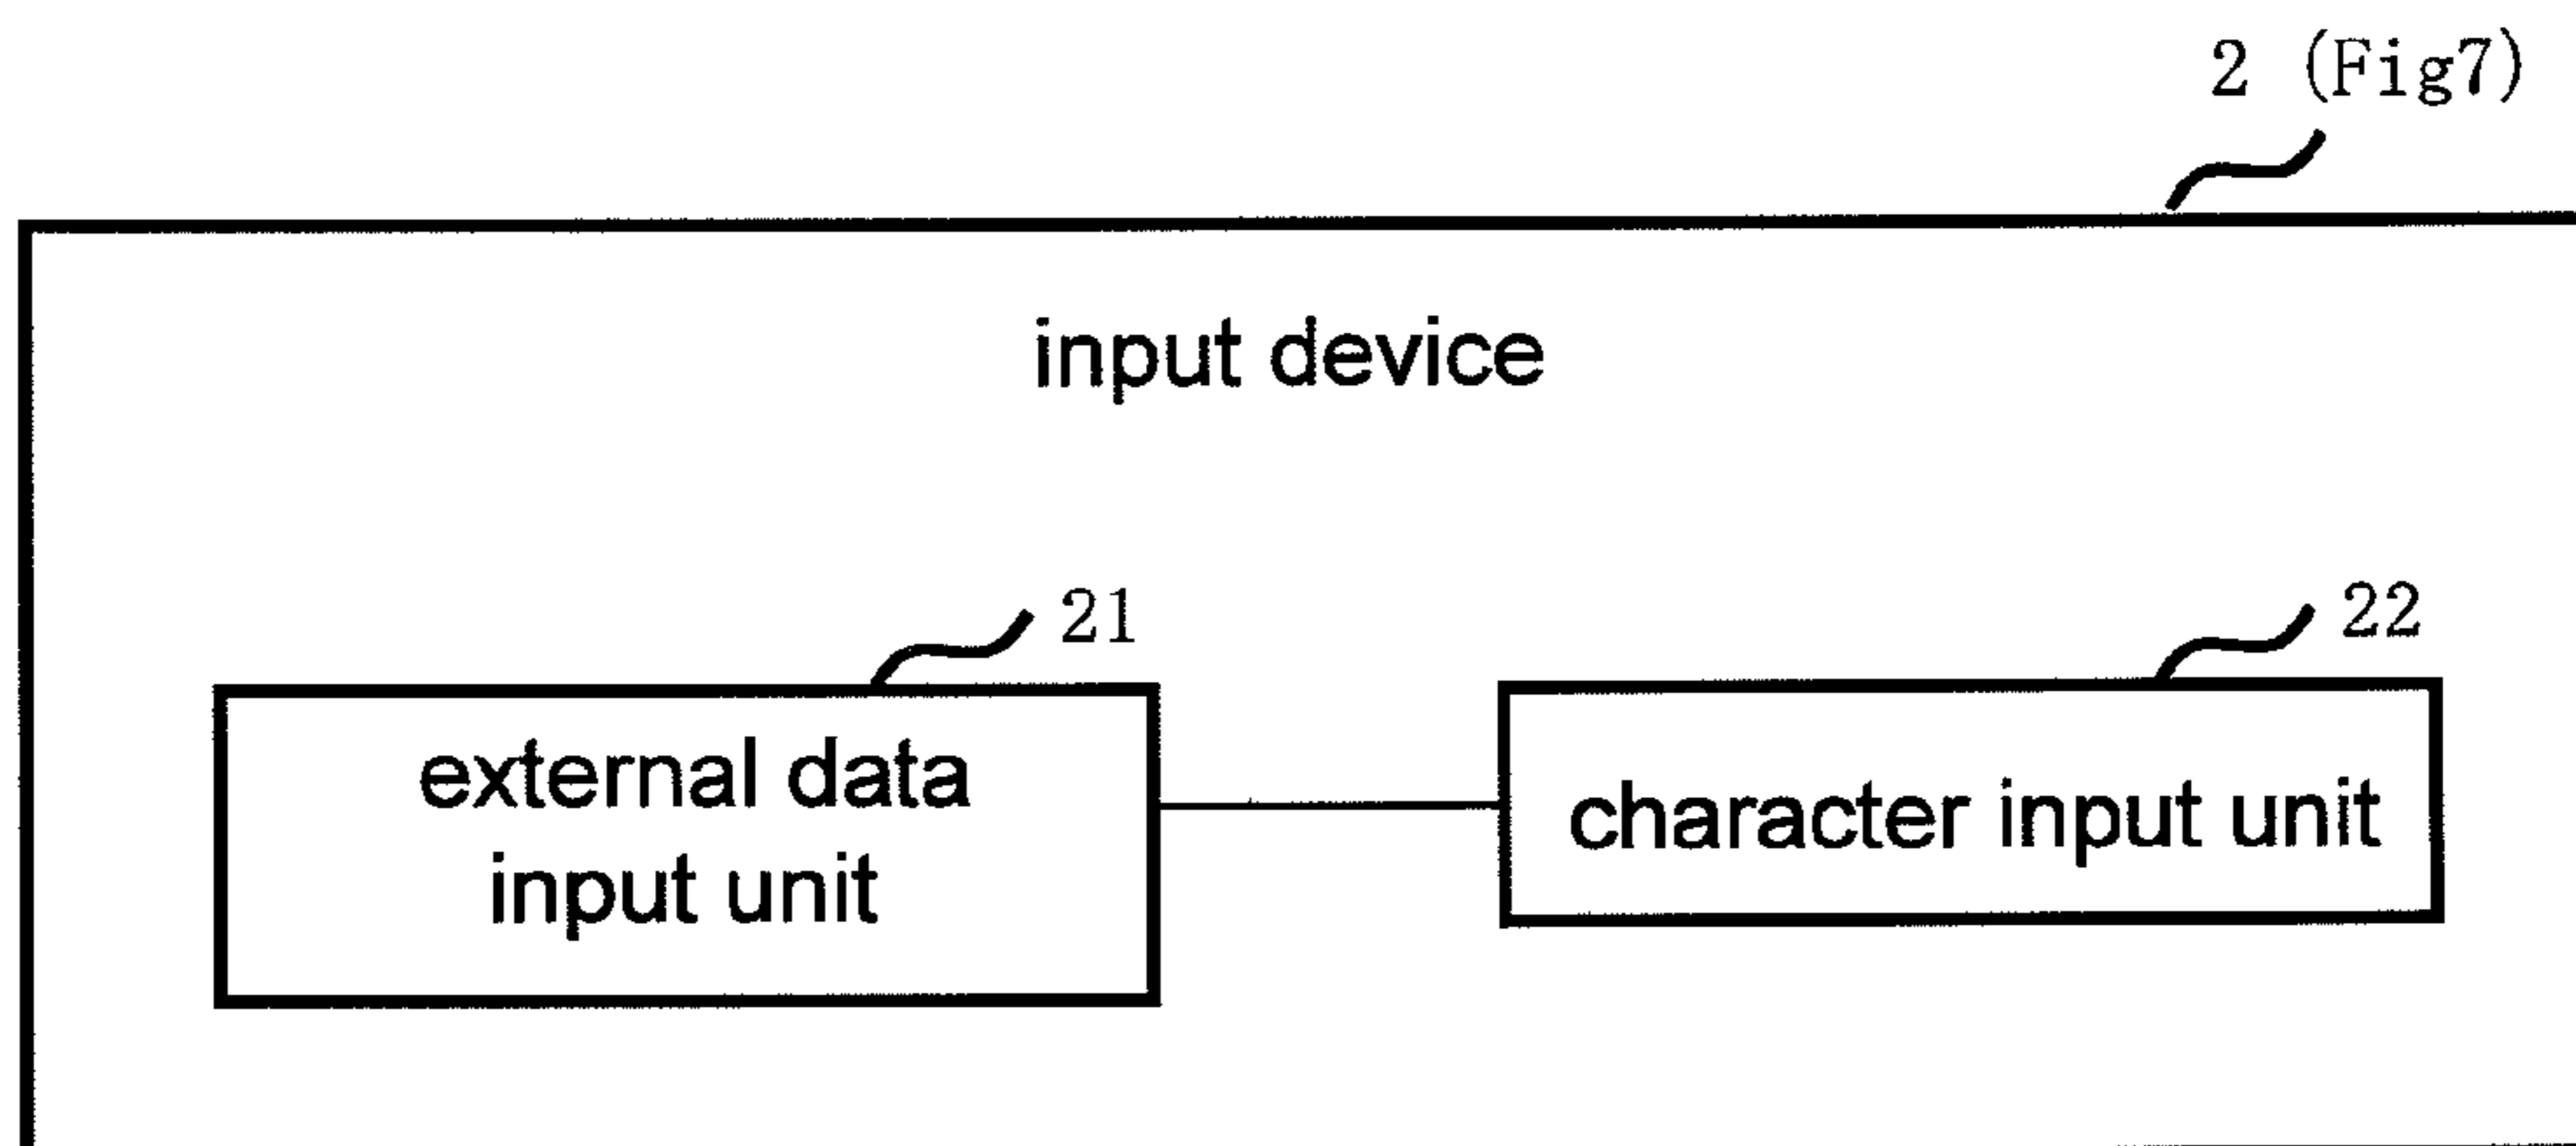 2 (Fig7)
input device
21
external data
input unit
22
character input unit